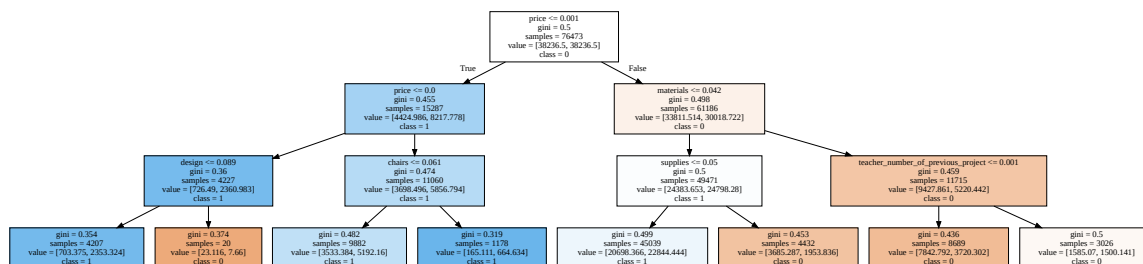 price <= 0.001
gini = 0.5
samples = 76473
value = [38236.5, 38236.5]
class = 0
True
False
price <= 0.0
gini = 0.455
samples = 15287
value = [4424.986, 8217.778]
class = 1
materials <= 0.042
gini = 0.498
samples = 61186
value = [33811.514, 30018.722]
class = 0
design <= 0.089
gini = 0.36
samples = 4227
value = [726.49, 2360.983]
class = 1
chairs <= 0.061
gini = 0.474
samples = 11060
value = [3698.496, 5856.794]
class = 1
supplies <= 0.05
gini = 0.5
samples = 49471
value = [24383.653, 24798.28]
class = 1
teacher_number_of_previous_project <= 0.001
gini = 0.459
samples = 11715
value = [9427.861, 5220.442]
class = 0
gini = 0.354
samples = 4207
value = [703.375, 2353.324]
class = 1
gini = 0.374
samples = 20
value = [23.116, 7.66]
class = 0
gini = 0.482
samples = 9882
value = [3533.384, 5192.16]
class = 1
gini = 0.319
samples = 1178
value = [165.111, 664.634]
class = 1
gini = 0.499
samples = 45039
value = [20698.366, 22844.444]
class = 1
gini = 0.453
samples = 4432
value = [3685.287, 1953.836]
class = 0
gini = 0.436
samples = 8689
value = [7842.792, 3720.302]
class = 0
gini = 0.5
samples = 3026
value = [1585.07, 1500.141]
class = 0